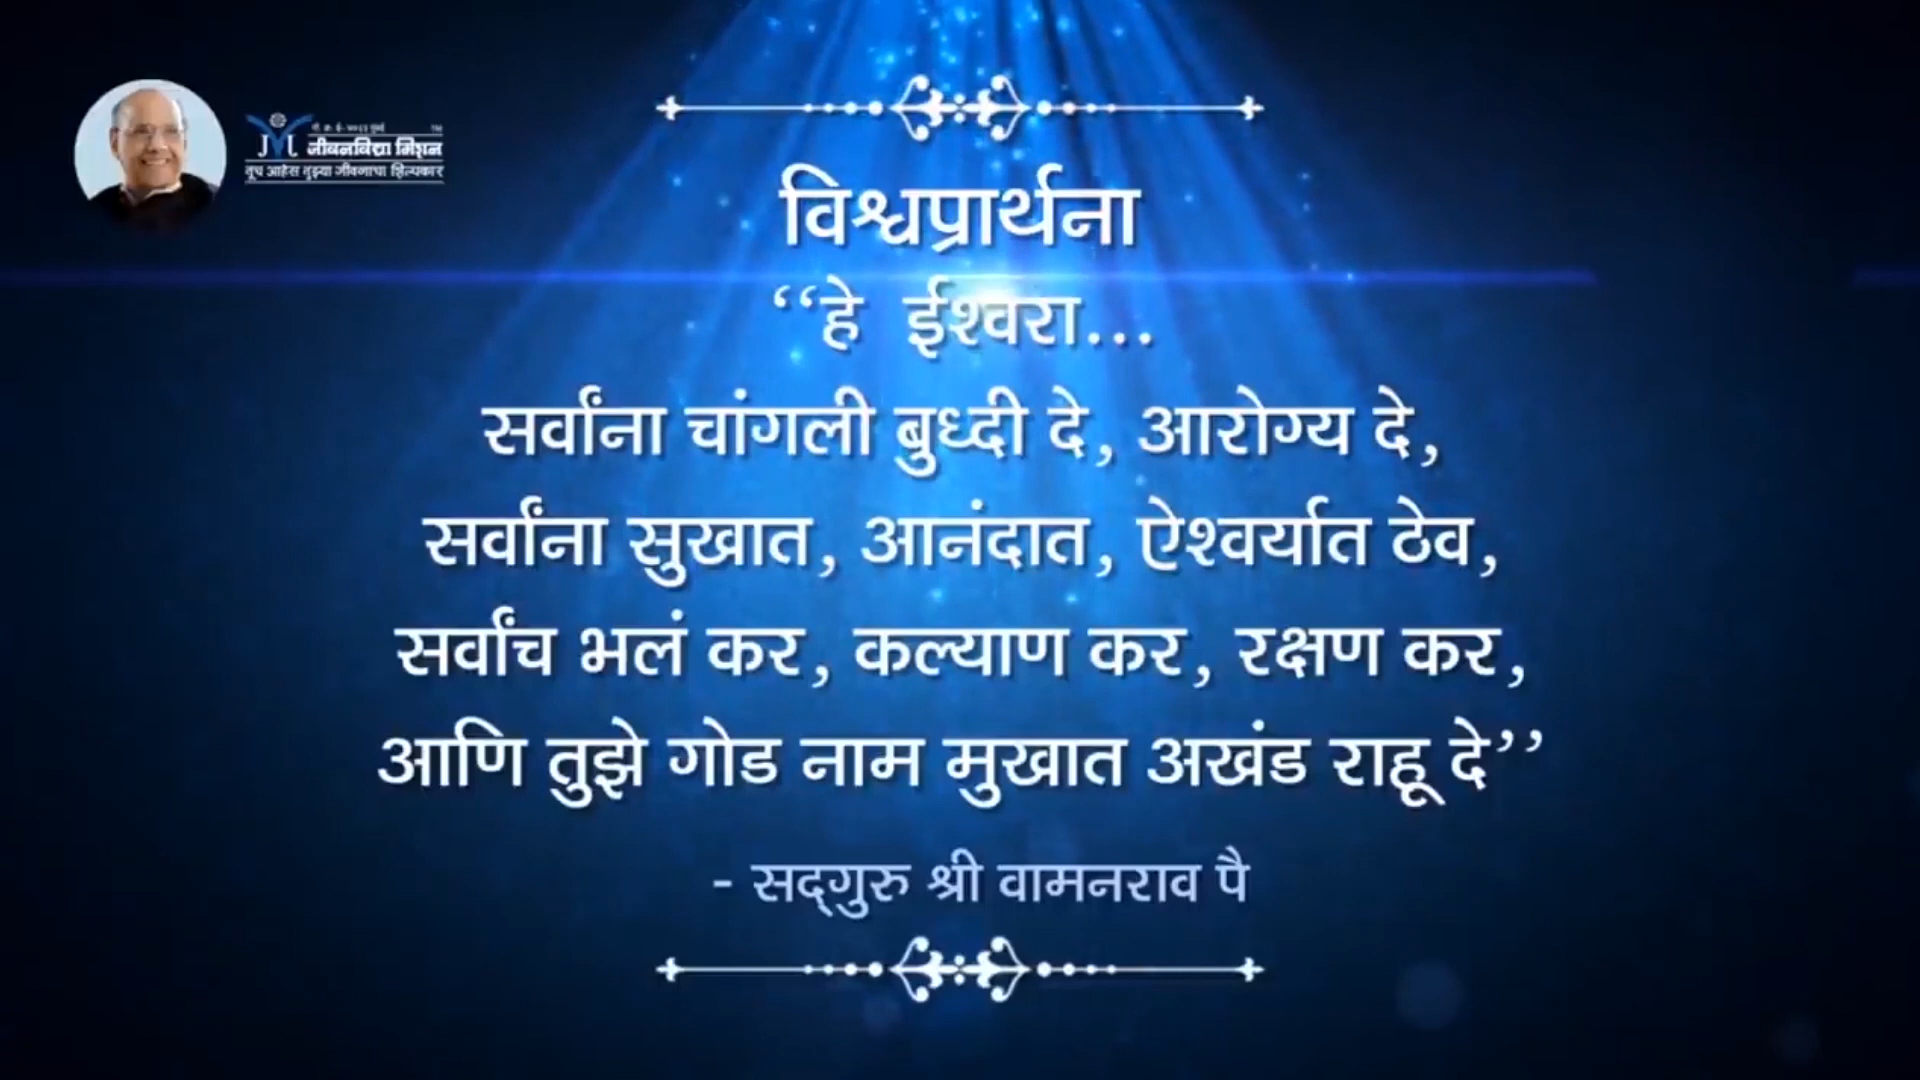 जीवनविद्या मिशन
तूच आहेस तुझ्या जीवनाचा शिल्पकार
विश्वप्रार्थना
‘‘हे ईश्वरा...
सर्वांना चांगली बुध्दी दे, आरोग्य दे,
सर्वांना सुखात, आनंदात, ऐश्वर्यात ठेव,
सर्वांच भलं कर, कल्याण कर, रक्षण कर,
आणि तुझे गोड नाम मुखात अखंड राहू दे’’
- सद्‌गुरु श्री वामनराव पै